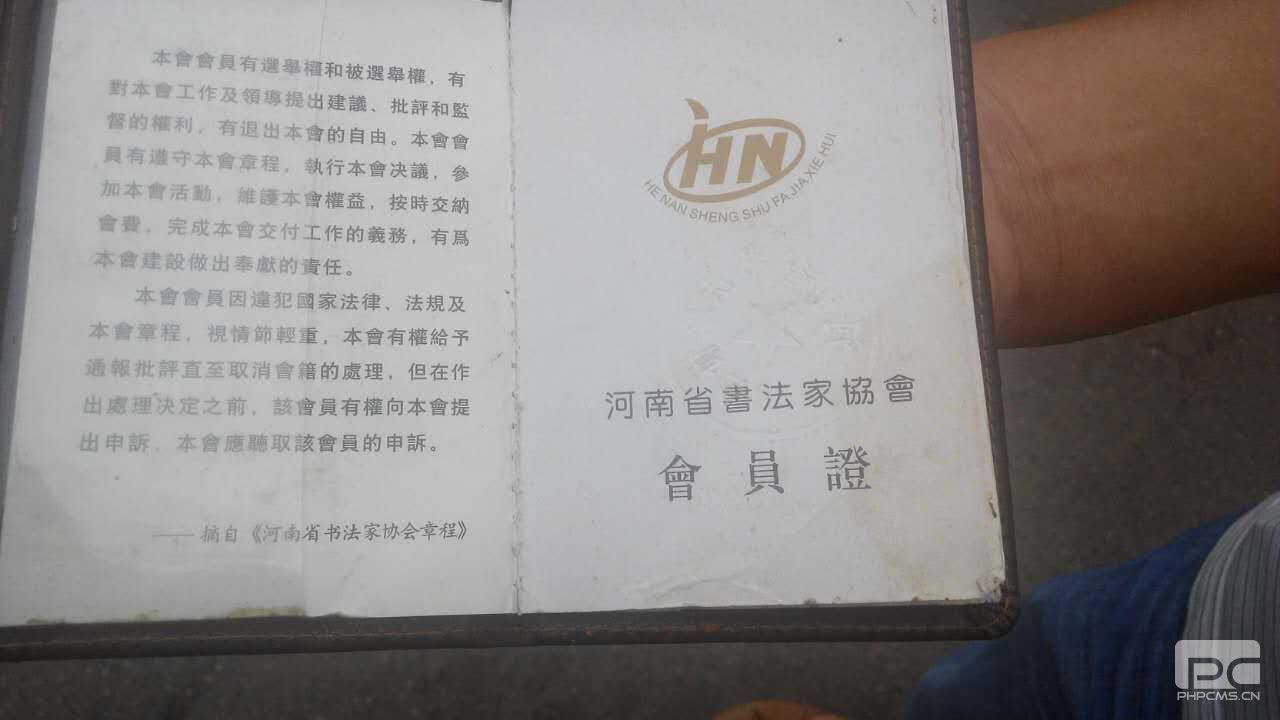 本會會員有選舉權和被選舉權，有
對本會工作及領導提出建議、批評和監
督的權利，有退出本會的自由。本會會
員有遵守本會章程，執行本會决議，參
加本會活動，維護本會權益，按時交納
會費，完成本會交付工作的義務，有爲
本會建設做出奉獻的責任。
本會會員因違犯國家法律、法規及
本會章程，視情節輕重，本會有權給予
通報批評直至取消會籍的處理，但在作
出處理决定之前，該會員有權向本會提
出申訴，本會應聽取該會員的申訴。
——摘自《河南省书法家协会章程》
HN
HE NAN SHENG SHU FA JIA XIE HUI
河南省書法家協會
會員證
PC
PHPCMS.CN